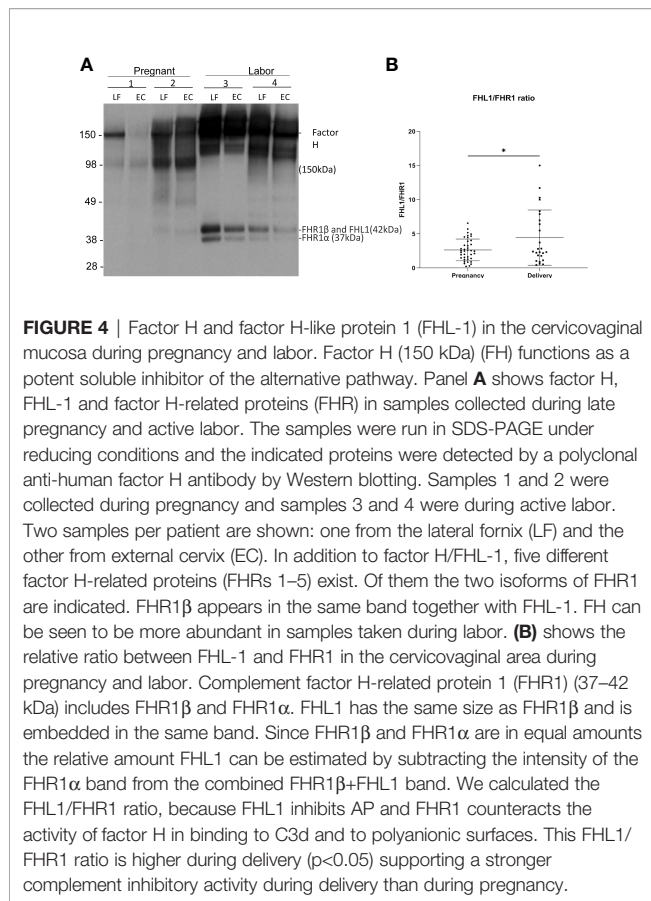 A
B
Pregnant
Labor
1
2
3
4
LF
EC
LF
EC
LF
EC
LF
EC
150 -
98 -
49 -
38 -
28 -
Factor
H
(150kDa)
FHR1β and FHL1(42kDa)
FHR1α (37kDa)
FHL1/FHR1 ratio
*
FHL1/FHR1
20
15
10
5
0
Pregnancy
Delivery
FIGURE 4 | Factor H and factor H-like protein 1 (FHL-1) in the cervicovaginal
mucosa during pregnancy and labor. Factor H (150 kDa) (FH) functions as a
potent soluble inhibitor of the alternative pathway. Panel A shows factor H,
FHL-1 and factor H-related proteins (FHR) in samples collected during late
pregnancy and active labor. The samples were run in SDS-PAGE under
reducing conditions and the indicated proteins were detected by a polyclonal
anti-human factor H antibody by Western blotting. Samples 1 and 2 were
collected during pregnancy and samples 3 and 4 were during active labor.
Two samples per patient are shown: one from the lateral fornix (LF) and the
other from external cervix (EC). In addition to factor H/FHL-1, five different
factor H-related proteins (FHRs 1–5) exist. Of them the two isoforms of FHR1
are indicated. FHR1β appears in the same band together with FHL-1. FH can
be seen to be more abundant in samples taken during labor. (B) shows the
relative ratio between FHL-1 and FHR1 in the cervicovaginal area during
pregnancy and labor. Complement factor H-related protein 1 (FHR1) (37–42
kDa) includes FHR1β and FHR1α. FHL1 has the same size as FHR1β and is
embedded in the same band. Since FHR1β and FHR1α are in equal amounts
the relative amount FHL1 can be estimated by subtracting the intensity of the
FHR1α band from the combined FHR1β+FHL1 band. We calculated the
FHL1/FHR1 ratio, because FHL1 inhibits AP and FHR1 counteracts the
activity of factor H in binding to C3d and to polyanionic surfaces. This FHL1/
FHR1 ratio is higher during delivery (p<0.05) supporting a stronger
complement inhibitory activity during delivery than during pregnancy.